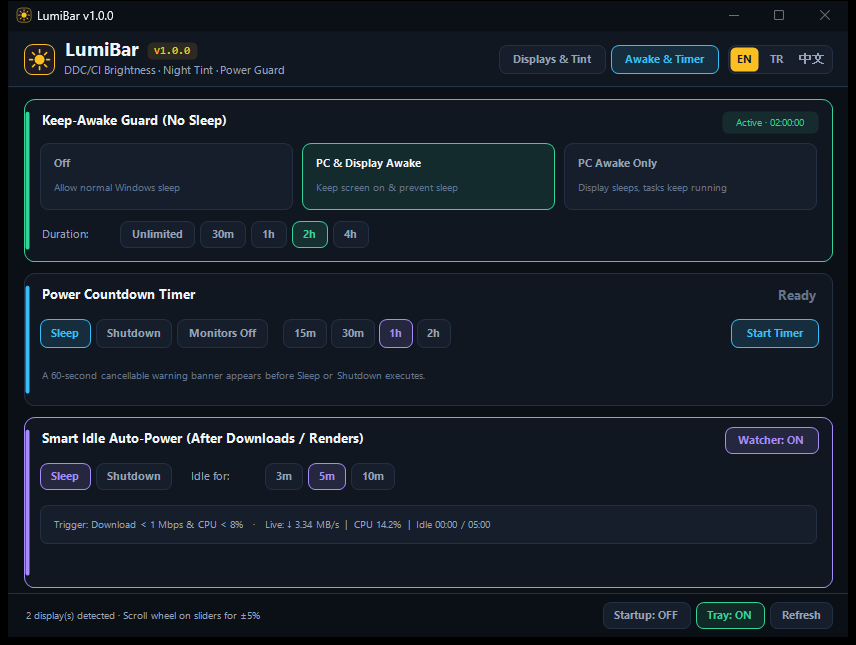 LumiBar v1.0.0
LumiBar v1.0.0
DDC/CI Brightness · Night Tint · Power Guard
Displays & Tint
Awake & Timer
EN TR 中文
Keep-Awake Guard (No Sleep)
Active · 02:00:00
Off
Allow normal Windows sleep
PC & Display Awake
Keep screen on & prevent sleep
PC Awake Only
Display sleeps, tasks keep running
Duration: Unlimited 30m 1h 2h 4h
Power Countdown Timer
Ready
Sleep Shutdown Monitors Off 15m 30m 1h 2h Start Timer
A 60-second cancellable warning banner appears before Sleep or Shutdown executes.
Smart Idle Auto-Power (After Downloads / Renders)
Watcher: ON
Sleep Shutdown Idle for: 3m 5m 10m
Trigger: Download < 1 Mbps & CPU < 8% · Live: ↓ 3.34 MB/s | CPU 14.2% | Idle 00:00 / 05:00
2 display(s) detected · Scroll wheel on sliders for ±5%
Startup: OFF Tray: ON Refresh